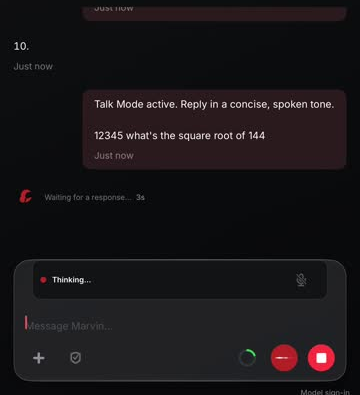 Just now
10.
Just now
Talk Mode active. Reply in a concise, spoken tone.
12345 what's the square root of 144
Just now
Waiting for a response... 3s
Thinking...
Message Marvin...
Model sign-in